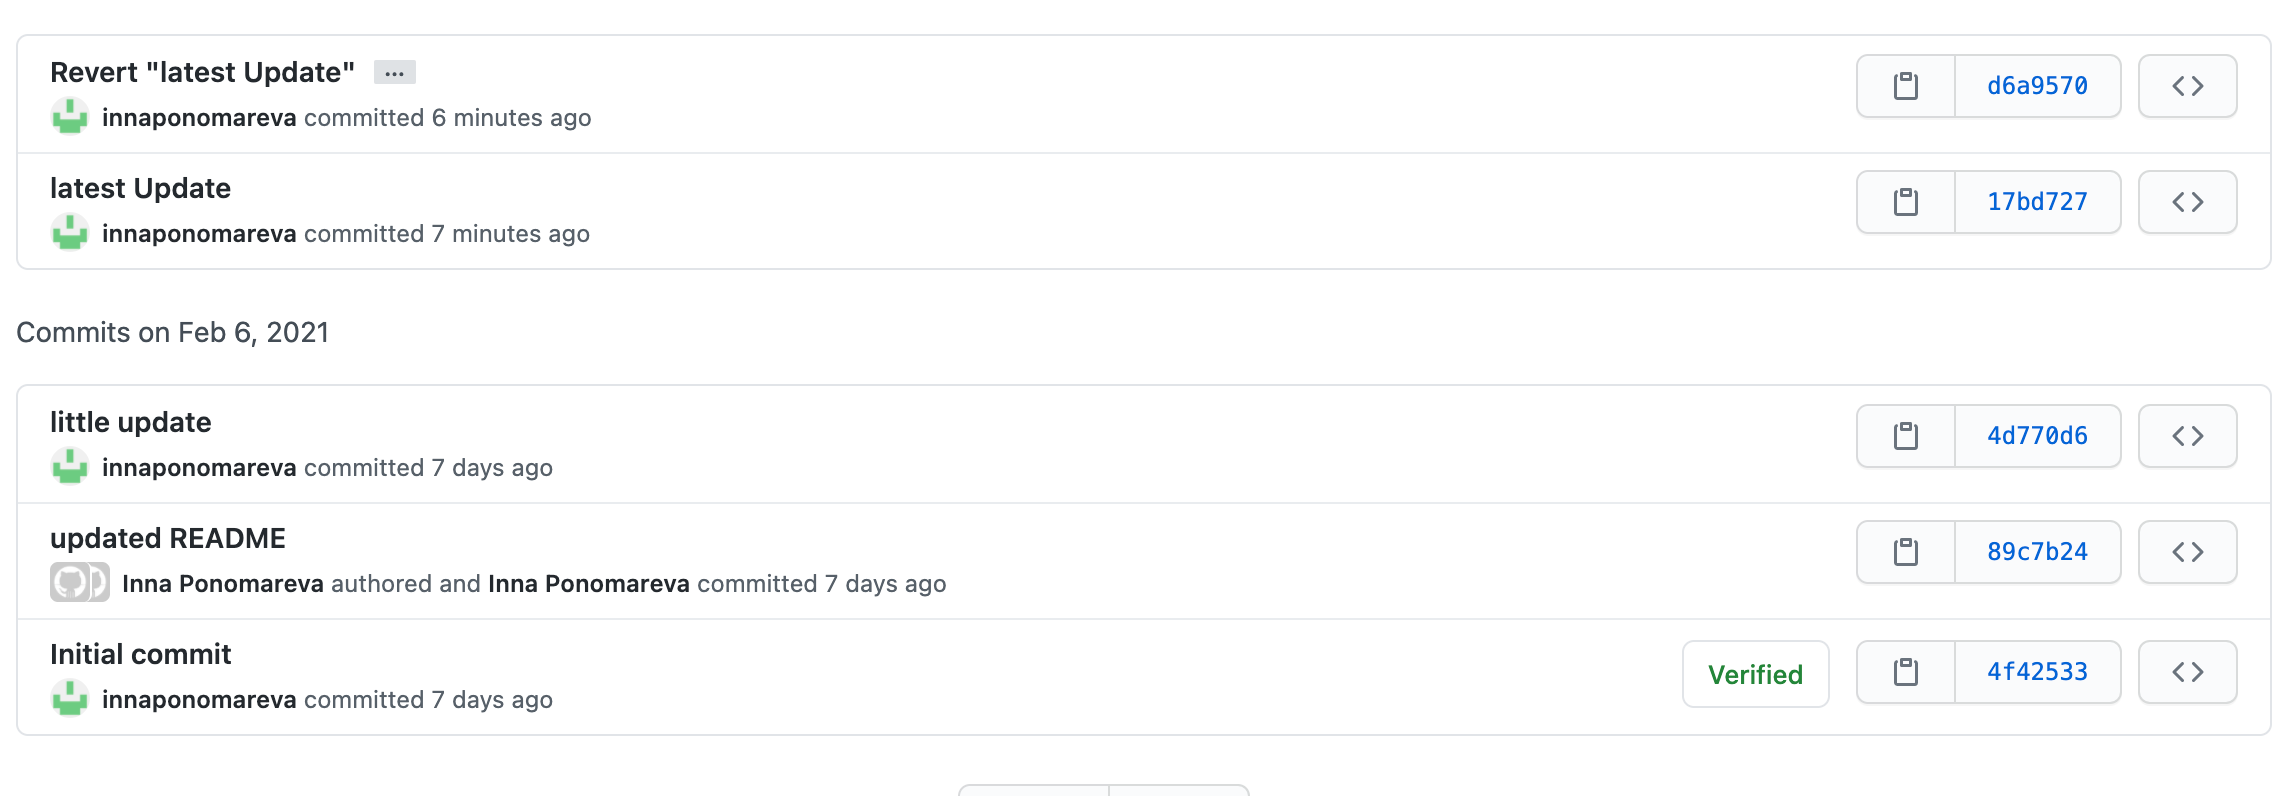 Revert "latest Update" ...
innaponomareva committed 6 minutes ago
d6a9570
latest Update
innaponomareva committed 7 minutes ago
17bd727
Commits on Feb 6, 2021
little update
innaponomareva committed 7 days ago
4d770d6
updated README
Inna Ponomareva authored and Inna Ponomareva committed 7 days ago
89c7b24
Initial commit
innaponomareva committed 7 days ago
Verified
4f42533